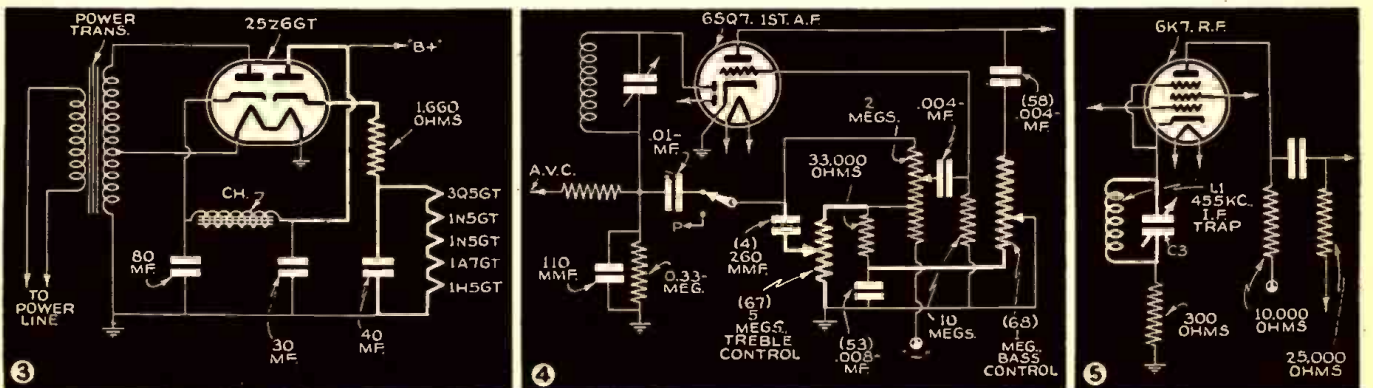 POWER
TRANS.
25Z6GT
"B+"
1,660
OHMS
CH.
3Q5GT
1N5GT
1N5GT
1A7GT
1H5GT
80
MF.
30
MF.
40
MF.
TO
POWER
LINE
3
6SQ7. 1ST. A.F.
(58)
.004-
MF.
2
MEGS.
.004-
MF.
.01-
MF.
33,000
OHMS
A.V.C.
P
(4)
260
MMF.
110
MMF.
0.33-
MEG.
(67)
5
MEGS.,
TREBLE
CONTROL
(53)
.008-
MF.
10
MEGS.
(68)
MEG.,
BASS
CONTROL
4
6K7. R.F.
L1
455KC.,
I.F.
TRAP
C3
300
OHMS
10,000
OHMS
25,000
OHMS
5